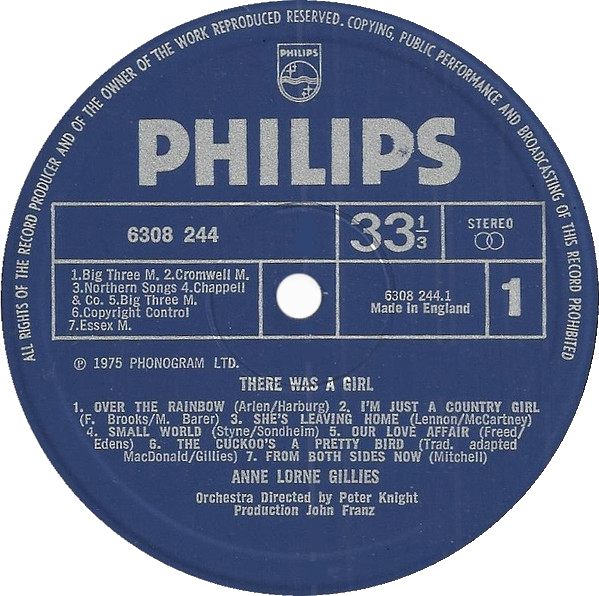 ALL RIGHTS OF THE RECORD PRODUCER AND OF THE OWNER OF THE WORK REPRODUCED RESERVED. COPYING, PUBLIC PERFORMANCE AND BROADCASTING OF THIS RECORD PROHIBITED
PHILIPS
PHILIPS
6308 244
33 1/3
STEREO
1.Big Three M. 2.Cromwell M.
3.Northern Songs 4.Chappell
& Co. 5.Big Three M.
6.Copyright Control
7.Essex M.
6308 244.1
Made in England
1
Ⓟ 1975 PHONOGRAM LTD.
THERE WAS A GIRL
1. OVER THE RAINBOW (Arlen/Harburg) 2. I'M JUST A COUNTRY GIRL
(F. Brooks/M. Barer) 3. SHE'S LEAVING HOME (Lennon/McCartney)
4. SMALL WORLD (Styne/Sondheim) 5. OUR LOVE AFFAIR (Freed/
Edens) 6. THE CUCKOO'S A PRETTY BIRD (Trad. adapted
MacDonald/Gillies) 7. FROM BOTH SIDES NOW (Mitchell)
ANNE LORNE GILLIES
Orchestra Directed by Peter Knight
Production John Franz